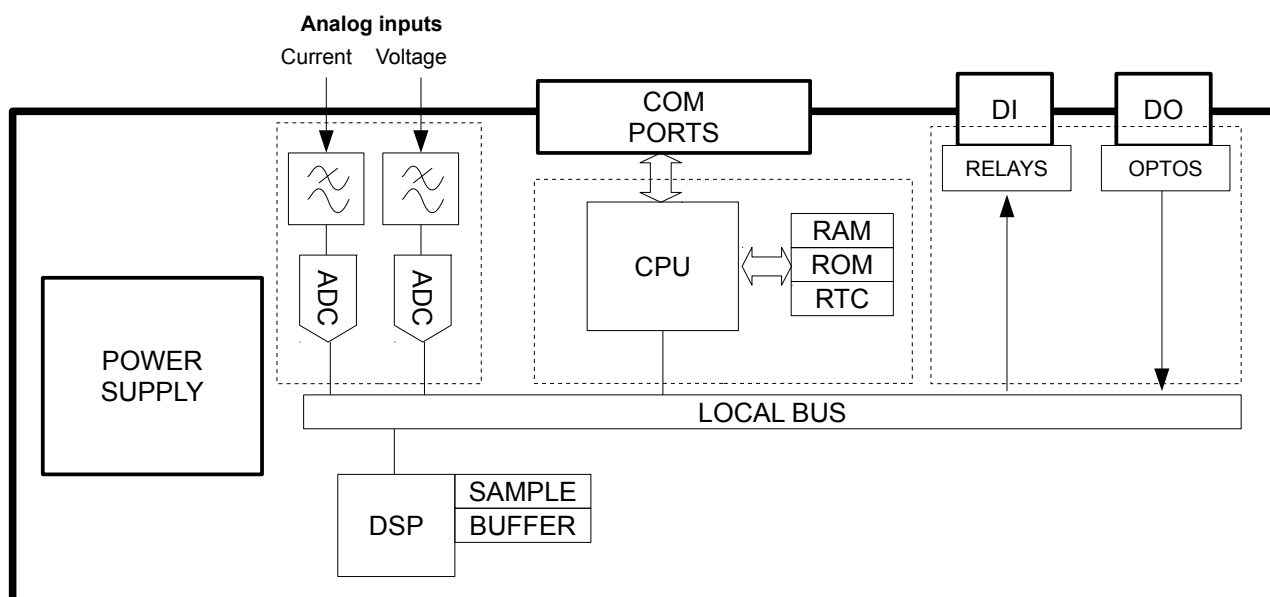 Analog inputs
Current Voltage
COM
PORTS
DI
DO
RELAYS
OPTOS
ADC
ADC
CPU
RAM
ROM
RTC
POWER
SUPPLY
LOCAL BUS
DSP
SAMPLE
BUFFER